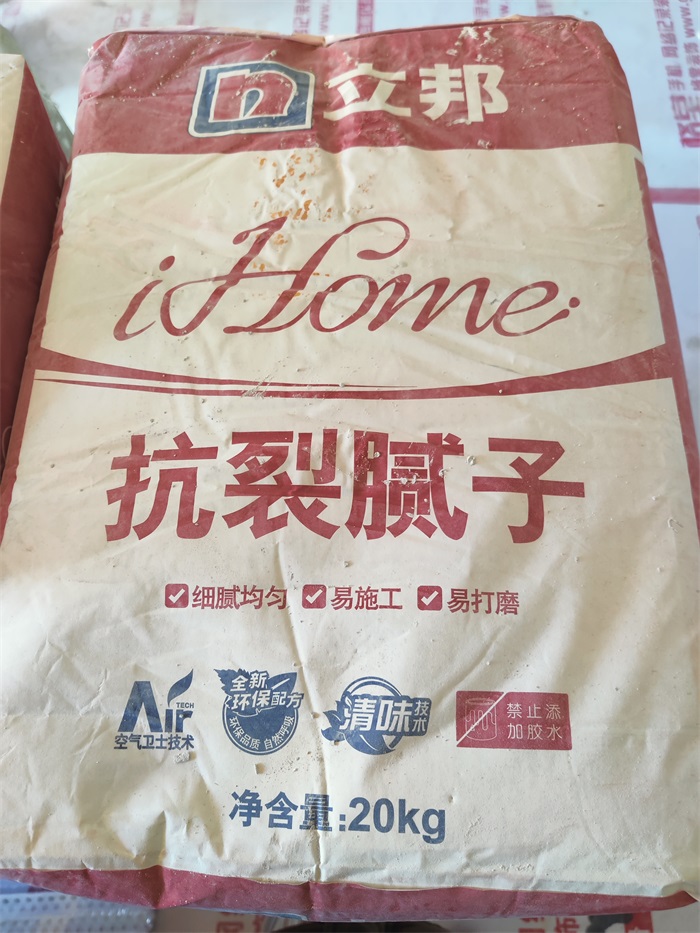 n 立邦
iHome
抗裂腻子
细腻均匀 易施工 易打磨
Air TECH
空气卫士技术
全新
环保配方
环保品质 自然呼吸
清味技术
禁止添
加胶水
净含量:20kg